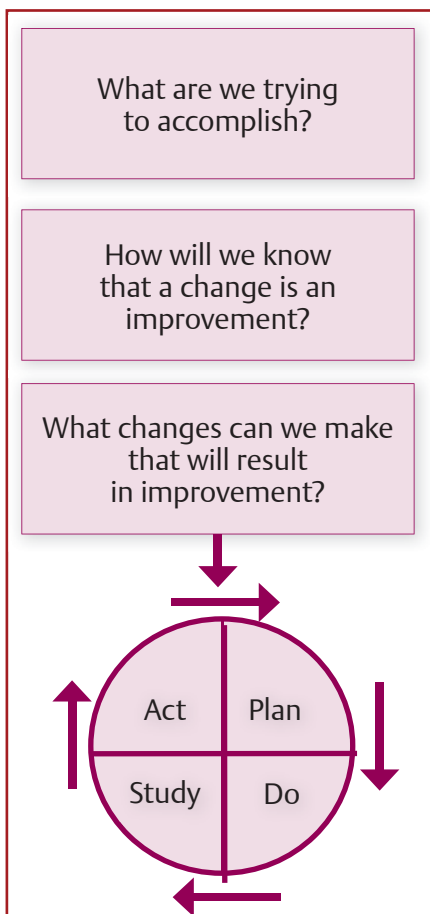 What are we trying
to accomplish?
How will we know
that a change is an
improvement?
What changes can we make
that will result
in improvement?
Act
Plan
Study
Do